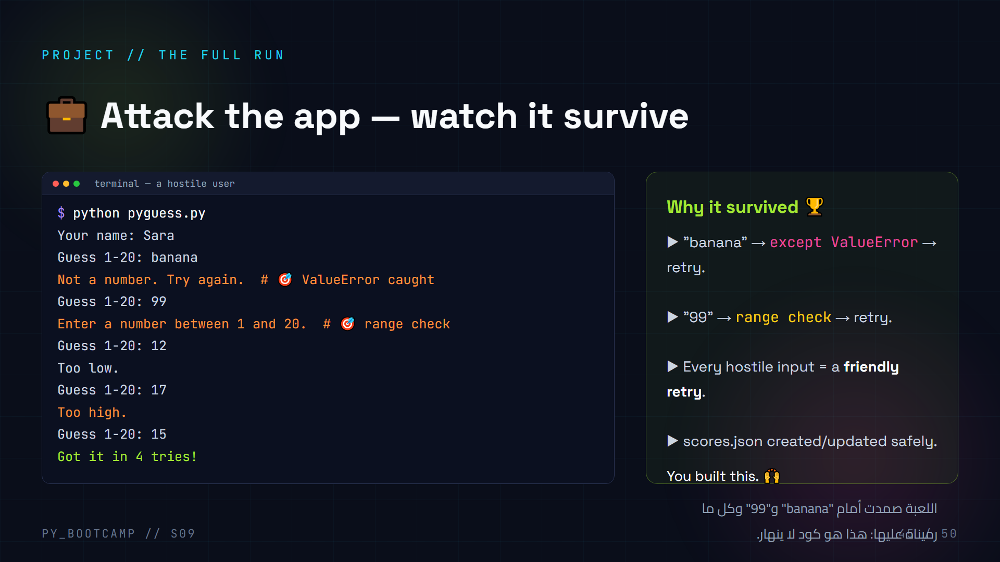 PROJECT // THE FULL RUN
💼 Attack the app — watch it survive
terminal — a hostile user
$ python pyguess.py
Your name: Sara
Guess 1-20: banana
Not a number. Try again.  # 🎯 ValueError caught
Guess 1-20: 99
Enter a number between 1 and 20.  # 🎯 range check
Guess 1-20: 12
Too low.
Guess 1-20: 17
Too high.
Guess 1-20: 15
Got it in 4 tries!
Why it survived 🏆
▶ ”banana” → except ValueError →
retry.
▶ ”99” → range check → retry.
▶ Every hostile input = a friendly
retry.
▶ scores.json created/updated safely.
You built this. 🙌
اللعبة صمدت أمام "banana" و"99" وكل ما
رميناه عليها: هذا هو كود لا ينهار.
PY_BOOTCAMP // S09
/ 50